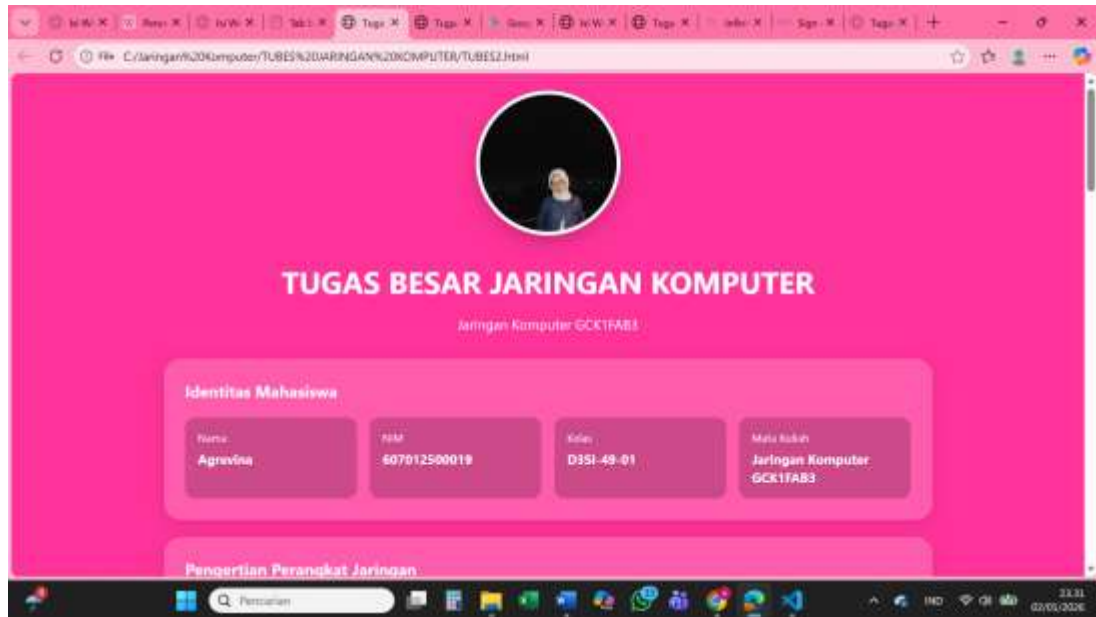 File C:/Jaringan%20Komputer/TUBES%20JARINGAN%20KOMPUTER/TUBES2.html
TUGAS BESAR JARINGAN KOMPUTER
Jaringan Komputer GCK1FAB3
Identitas Mahasiswa
Nama
Agrevina
NIM
607012500019
Kelas
D3SI-49-01
Mata Kuliah
Jaringan Komputer
GCK1FAB3
Pengertian Perangkat Jaringan
Pencarian
IND
23.31
02/05/2026